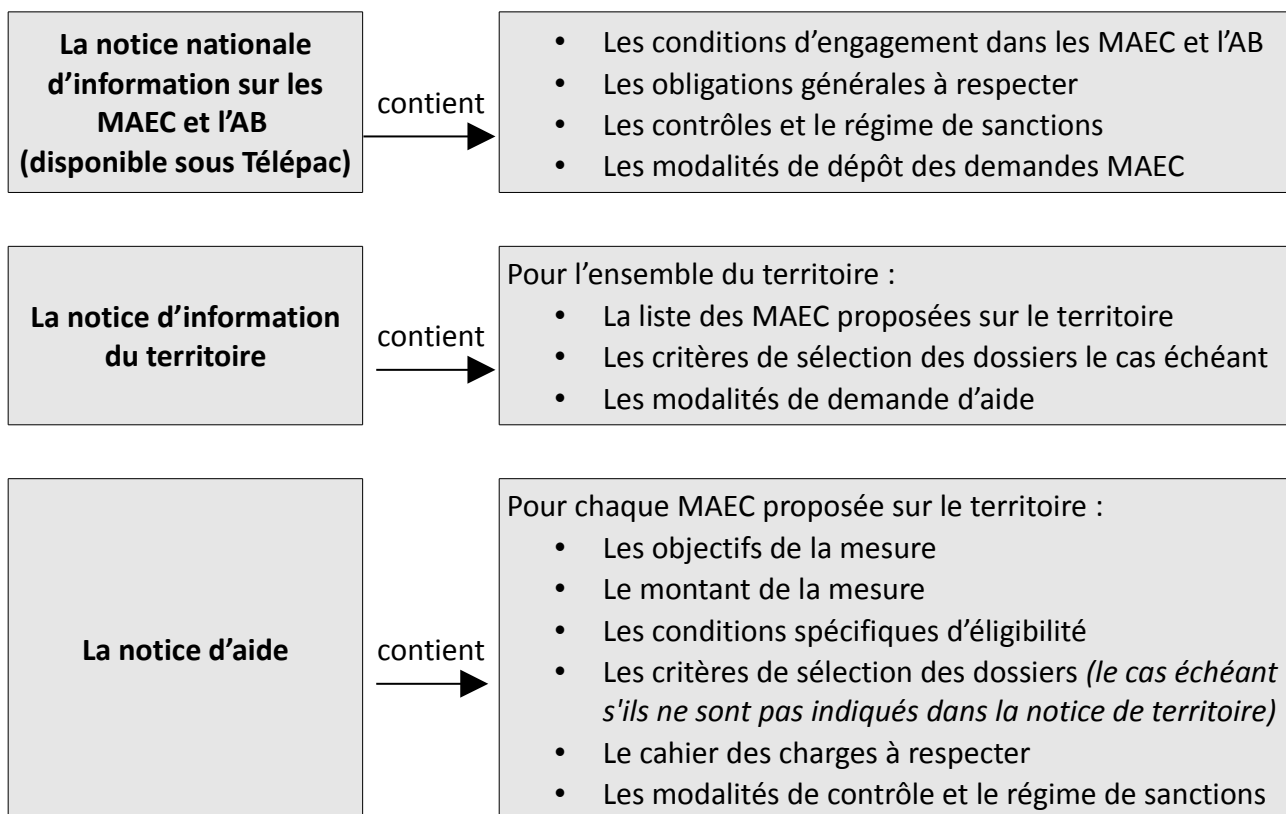 La notice nationale
d’information sur les
MAEC et l’AB
(disponible sous Télépac)
contient
• Les conditions d’engagement dans les MAEC et l’AB
• Les obligations générales à respecter
• Les contrôles et le régime de sanctions
• Les modalités de dépôt des demandes MAEC
La notice d’information
du territoire
contient
Pour l’ensemble du territoire :
• La liste des MAEC proposées sur le territoire
• Les critères de sélection des dossiers le cas échéant
• Les modalités de demande d’aide
La notice d’aide
contient
Pour chaque MAEC proposée sur le territoire :
• Les objectifs de la mesure
• Le montant de la mesure
• Les conditions spécifiques d’éligibilité
• Les critères de sélection des dossiers (le cas échéant
s'ils ne sont pas indiqués dans la notice de territoire)
• Le cahier des charges à respecter
• Les modalités de contrôle et le régime de sanctions